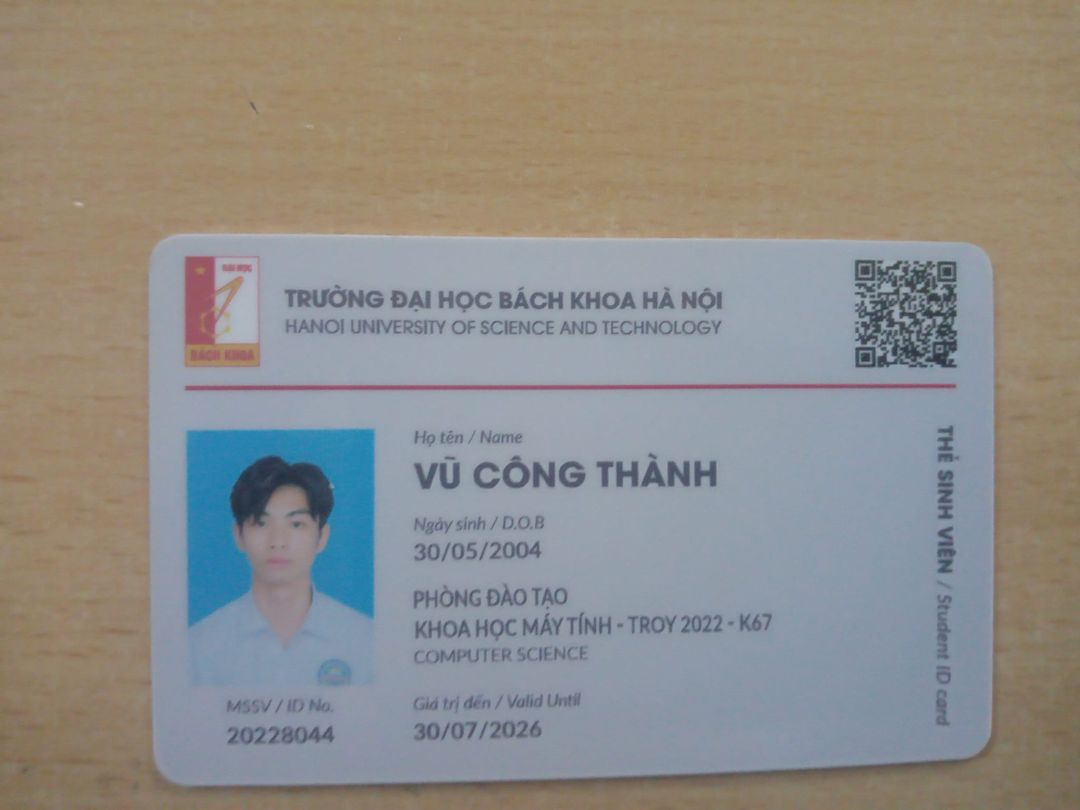 ĐẠI HỌC
BÁCH KHOA
TRƯỜNG ĐẠI HỌC BÁCH KHOA HÀ NỘI
HANOI UNIVERSITY OF SCIENCE AND TECHNOLOGY
Họ tên / Name
VŨ CÔNG THÀNH
Ngày sinh / D.O.B
30/05/2004
PHÒNG ĐÀO TẠO
KHOA HỌC MÁY TÍNH - TROY 2022 - K67
COMPUTER SCIENCE
MSSV / ID No.
20228044
Giá trị đến / Valid Until
30/07/2026
THẺ SINH VIÊN / Student ID card